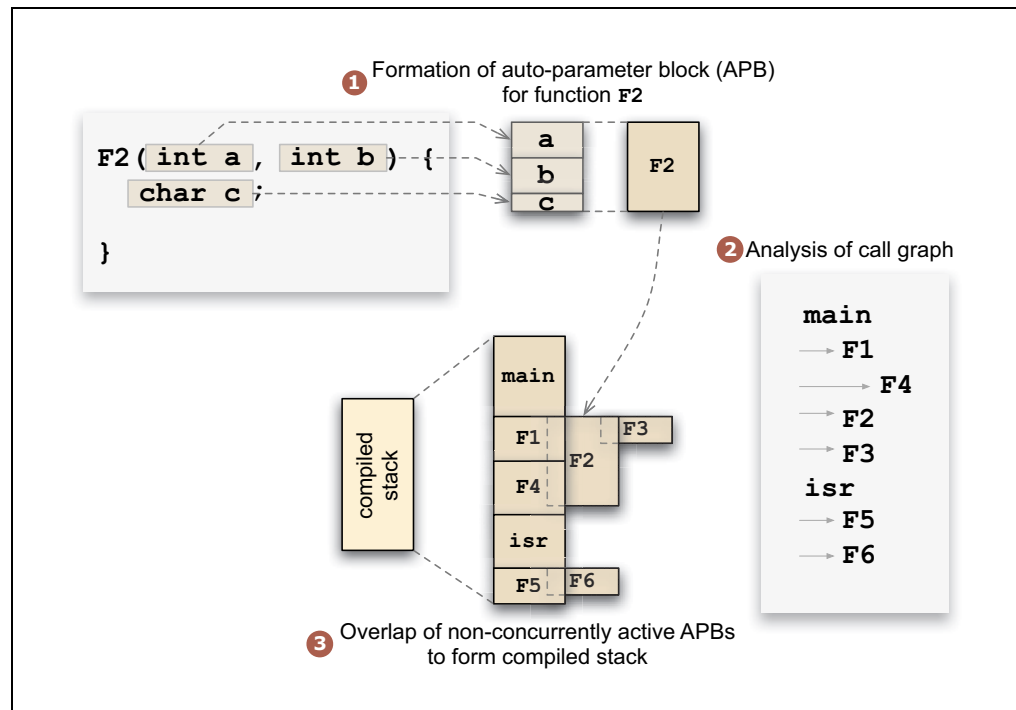 1 Formation of auto-parameter block (APB)
for function F2
F2(int a, int b) {
char c;
}
a
b
c
F2
2 Analysis of call graph
main
F1
F4
F2
F3
isr
F5
F6
compiled
stack
main
F1
F2
F3
F4
isr
F5
F6
3 Overlap of non-concurrently active APBs
to form compiled stack